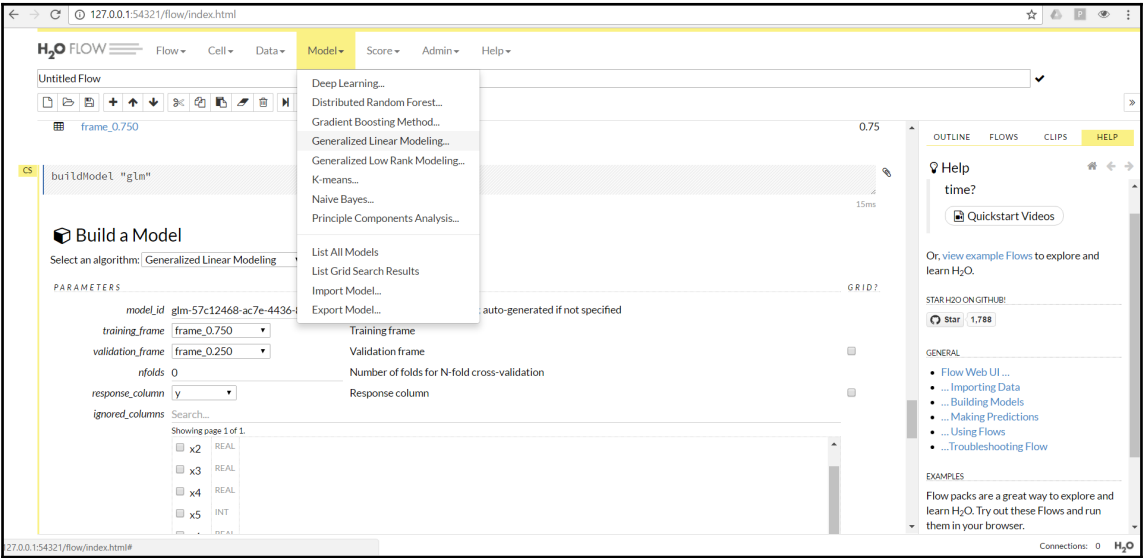 127.0.0.1:54321/flow/index.html
H2O FLOW Flow Cell Data Model Score Admin Help
Untitled Flow
Deep Learning...
Distributed Random Forest...
Gradient Boosting Method...
Generalized Linear Modeling...
Generalized Low Rank Modeling...
K-means...
Naive Bayes...
Principle Components Analysis...
List All Models
List Grid Search Results
Import Model...
Export Model...
frame_0.750 0.75
CS buildModel "glm"
15ms
Build a Model
Select an algorithm: Generalized Linear Modeling
PARAMETERS GRID?
model_id glm-57c12468-ac7e-4436- auto-generated if not specified
training_frame frame_0.750 Training frame
validation_frame frame_0.250 Validation frame
nfolds 0 Number of folds for N-fold cross-validation
response_column y Response column
ignored_columns Search...
Showing page 1 of 1.
x2 REAL
x3 REAL
x4 REAL
x5 INT
OUTLINE FLOWS CLIPS HELP
Help
time?
Quickstart Videos
Or, view example Flows to explore and
learn H2O.
STAR H2O ON GITHUB!
Star 1,788
GENERAL
Flow Web UI ...
... Importing Data
... Building Models
... Making Predictions
... Using Flows
...Troubleshooting Flow
EXAMPLES
Flow packs are a great way to explore and
learn H2O. Try out these Flows and run
them in your browser.
127.0.0.1:54321/flow/index.html#
Connections: 0 H2O